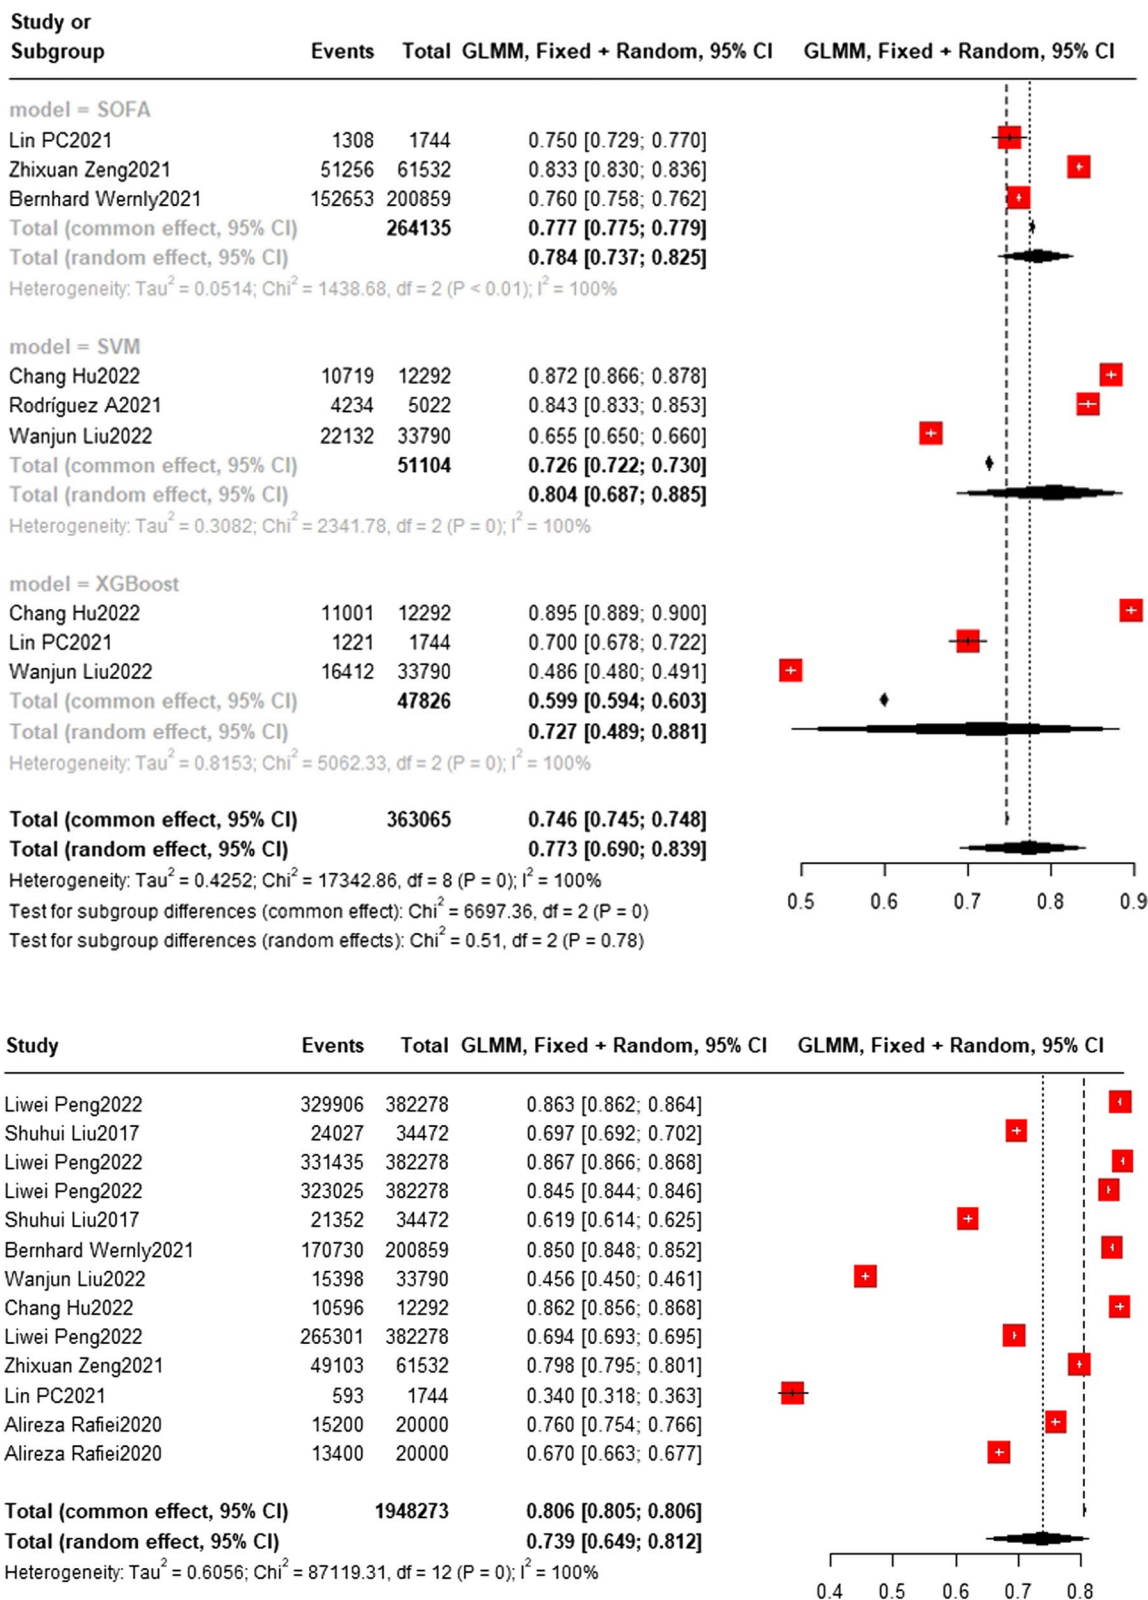 Study or
Subgroup Events Total GLMM, Fixed + Random, 95% CI GLMM, Fixed + Random, 95% CI
model = SOFA
Lin PC2021 1308 1744 0.750 [0.729; 0.770]
Zhixuan Zeng2021 51256 61532 0.833 [0.830; 0.836]
Bernhard Wernly2021 152653 200859 0.760 [0.758; 0.762]
Total (common effect, 95% CI) 264135 0.777 [0.775; 0.779]
Total (random effect, 95% CI) 0.784 [0.737; 0.825]
Heterogeneity: Tau² = 0.0514; Chi² = 1438.68, df = 2 (P < 0.01); I² = 100%
model = SVM
Chang Hu2022 10719 12292 0.872 [0.866; 0.878]
Rodríguez A2021 4234 5022 0.843 [0.833; 0.853]
Wanjun Liu2022 22132 33790 0.655 [0.650; 0.660]
Total (common effect, 95% CI) 51104 0.726 [0.722; 0.730]
Total (random effect, 95% CI) 0.804 [0.687; 0.885]
Heterogeneity: Tau² = 0.3082; Chi² = 2341.78, df = 2 (P = 0); I² = 100%
model = XGBoost
Chang Hu2022 11001 12292 0.895 [0.889; 0.900]
Lin PC2021 1221 1744 0.700 [0.678; 0.722]
Wanjun Liu2022 16412 33790 0.486 [0.480; 0.491]
Total (common effect, 95% CI) 47826 0.599 [0.594; 0.603]
Total (random effect, 95% CI) 0.727 [0.489; 0.881]
Heterogeneity: Tau² = 0.8153; Chi² = 5062.33, df = 2 (P = 0); I² = 100%
Total (common effect, 95% CI) 363065 0.746 [0.745; 0.748]
Total (random effect, 95% CI) 0.773 [0.690; 0.839]
Heterogeneity: Tau² = 0.4252; Chi² = 17342.86, df = 8 (P = 0); I² = 100%
Test for subgroup differences (common effect): Chi² = 6697.36, df = 2 (P = 0)
Test for subgroup differences (random effects): Chi² = 0.51, df = 2 (P = 0.78)
0.5 0.6 0.7 0.8 0.9
Study Events Total GLMM, Fixed + Random, 95% CI GLMM, Fixed + Random, 95% CI
Liwei Peng2022 329906 382278 0.863 [0.862; 0.864]
Shuhui Liu2017 24027 34472 0.697 [0.692; 0.702]
Liwei Peng2022 331435 382278 0.867 [0.866; 0.868]
Liwei Peng2022 323025 382278 0.845 [0.844; 0.846]
Shuhui Liu2017 21352 34472 0.619 [0.614; 0.625]
Bernhard Wernly2021 170730 200859 0.850 [0.848; 0.852]
Wanjun Liu2022 15398 33790 0.456 [0.450; 0.461]
Chang Hu2022 10596 12292 0.862 [0.856; 0.868]
Liwei Peng2022 265301 382278 0.694 [0.693; 0.695]
Zhixuan Zeng2021 49103 61532 0.798 [0.795; 0.801]
Lin PC2021 593 1744 0.340 [0.318; 0.363]
Alireza Rafiei2020 15200 20000 0.760 [0.754; 0.766]
Alireza Rafiei2020 13400 20000 0.670 [0.663; 0.677]
Total (common effect, 95% CI) 1948273 0.806 [0.805; 0.806]
Total (random effect, 95% CI) 0.739 [0.649; 0.812]
Heterogeneity: Tau² = 0.6056; Chi² = 87119.31, df = 12 (P = 0); I² = 100%
0.4 0.5 0.6 0.7 0.8